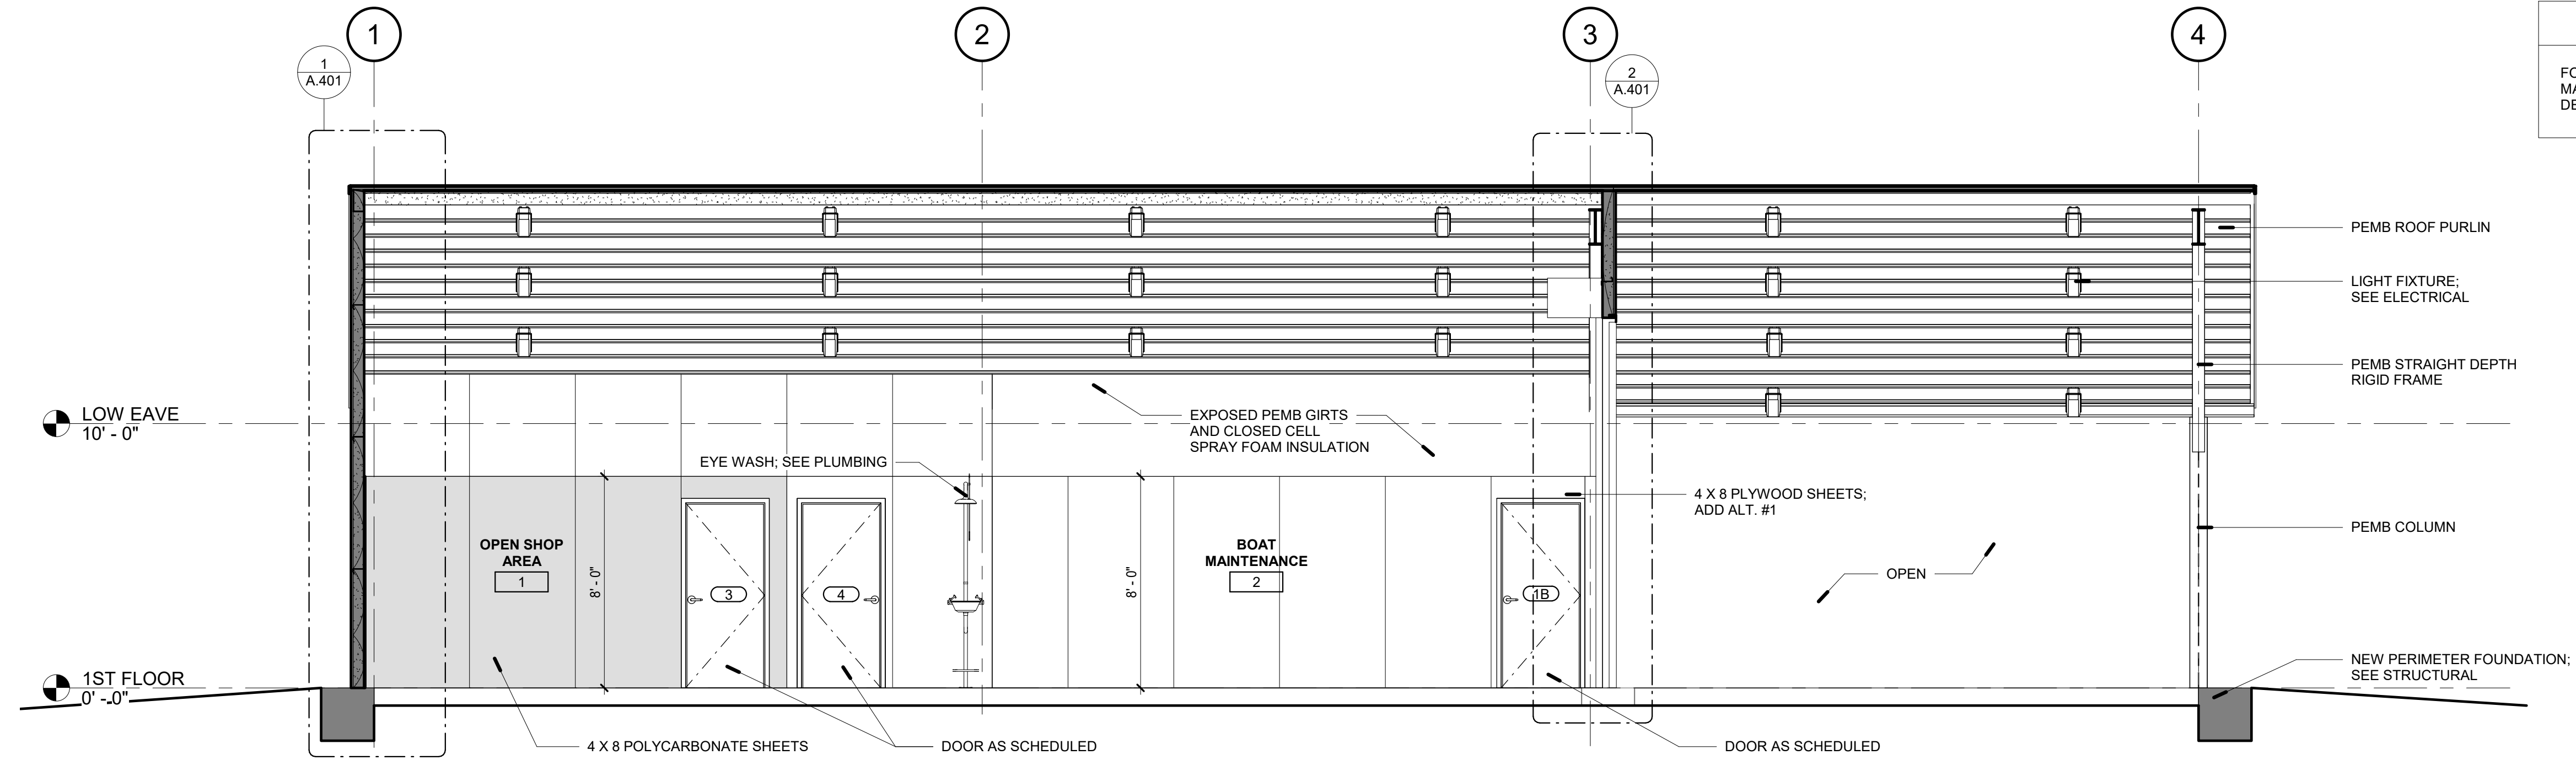 1
2
3
4
1
A.401
2
A.401
FO
MA
DE
PEMB ROOF PURLIN
LIGHT FIXTURE;
SEE ELECTRICAL
PEMB STRAIGHT DEPTH
RIGID FRAME
LOW EAVE
10' - 0"
EXPOSED PEMB GIRTS
AND CLOSED CELL
SPRAY FOAM INSULATION
EYE WASH; SEE PLUMBING
4 X 8 PLYWOOD SHEETS;
ADD ALT. #1
PEMB COLUMN
OPEN SHOP
AREA
1
8' - 0"
3
4
8' - 0"
BOAT
MAINTENANCE
2
1B
OPEN
1ST FLOOR
0' - 0"
NEW PERIMETER FOUNDATION;
SEE STRUCTURAL
4 X 8 POLYCARBONATE SHEETS
DOOR AS SCHEDULED
DOOR AS SCHEDULED